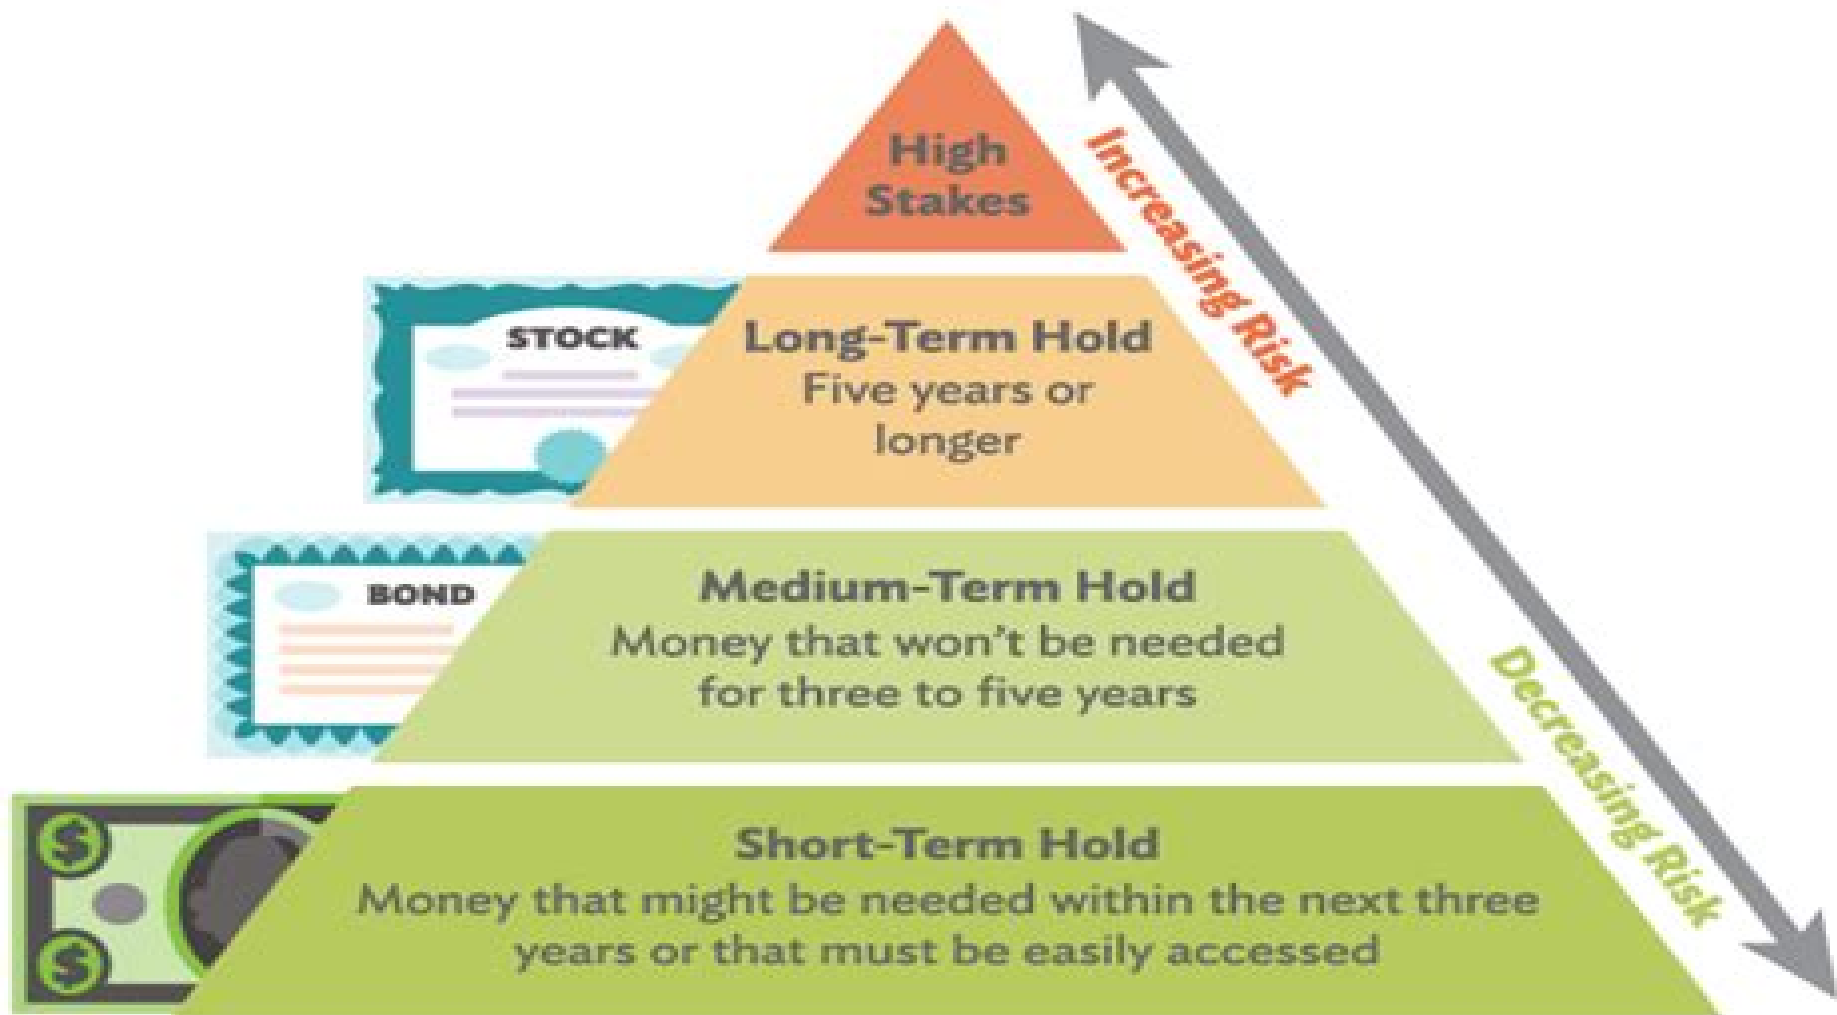 High
Stakes
Increasing Risk
STOCK
Long-Term Hold
Five years or
longer
BOND
Medium-Term Hold
Money that won't be needed
for three to five years
Decreasing Risk
$
$
Short-Term Hold
Money that might be needed within the next three
years or that must be easily accessed